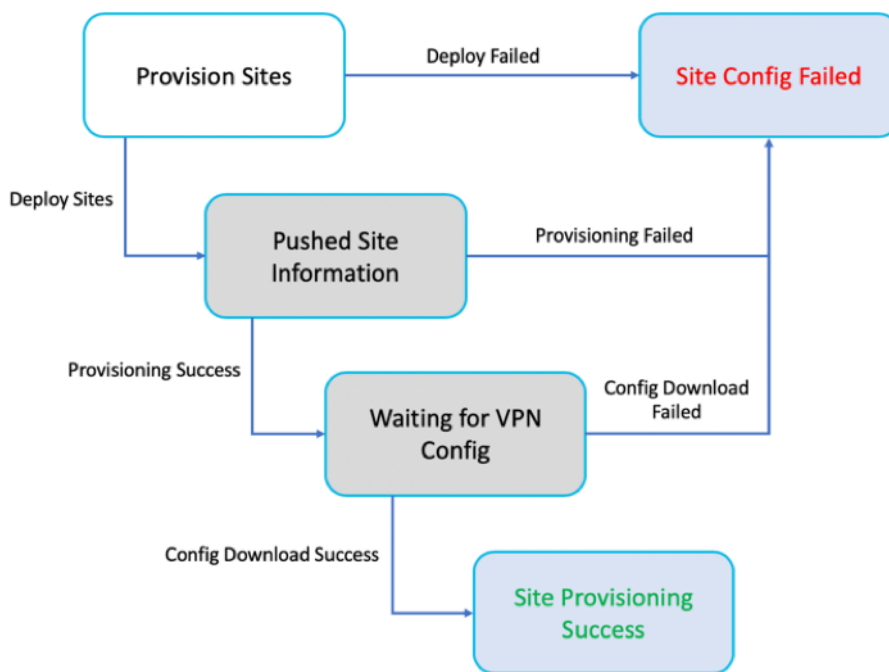 Provision Sites
Deploy Failed
Site Config Failed
Deploy Sites
Pushed Site
Information
Provisioning Failed
Provisioning Success
Waiting for VPN
Config
Config Download
Failed
Config Download Success
Site Provisioning
Success